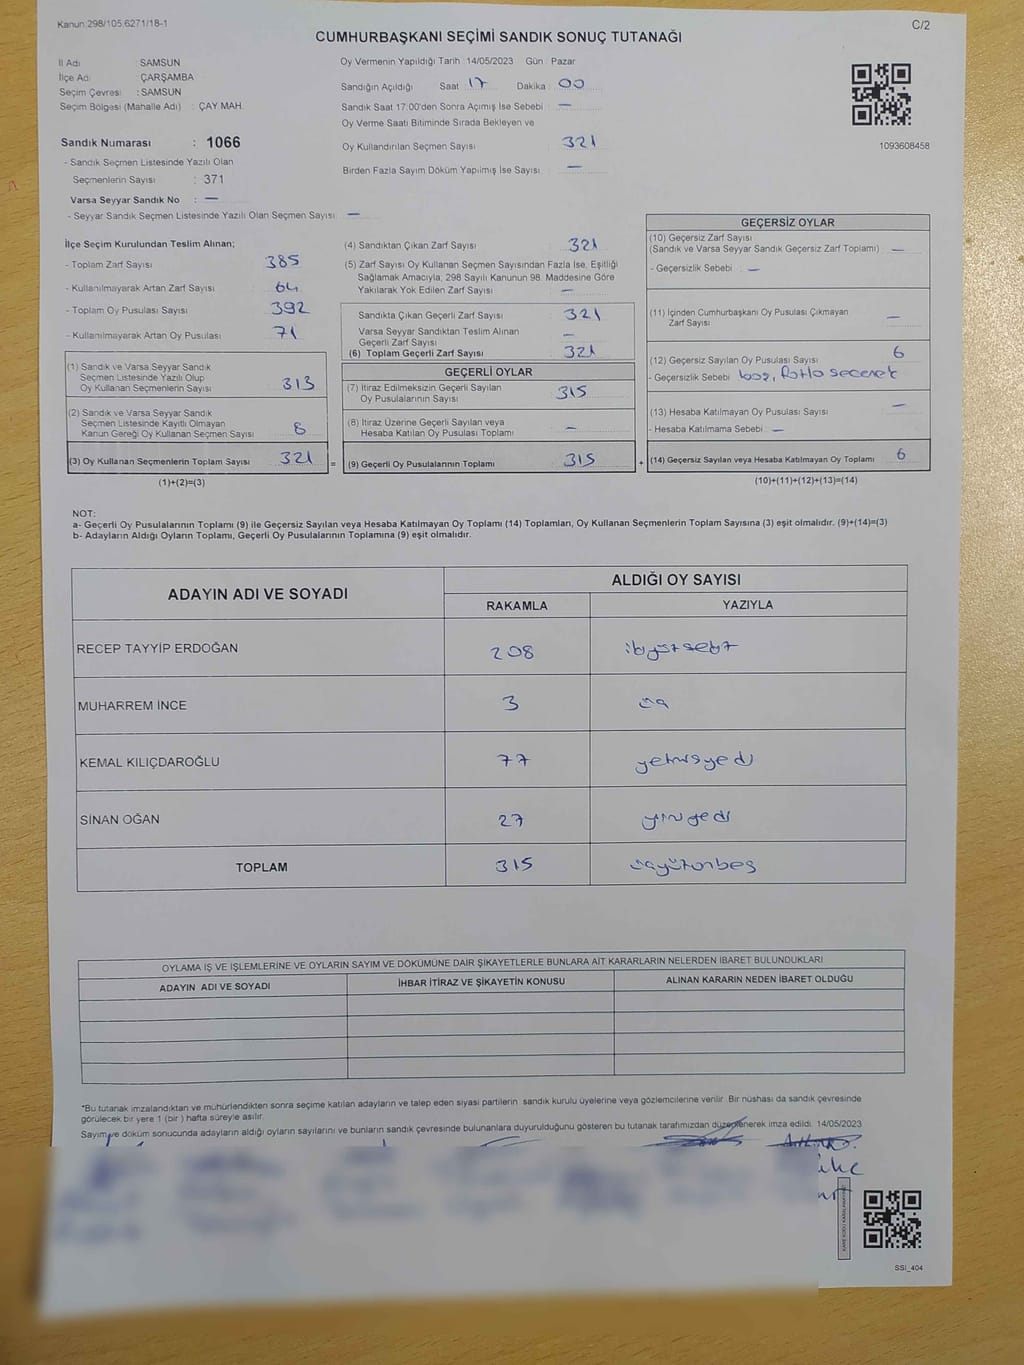 Kanun 298/105,6271/18-1
C/2
CUMHURBAŞKANI SEÇİMİ SANDIK SONUÇ TUTANAĞI
İl Adı : SAMSUN
İlçe Adı : ÇARŞAMBA
Seçim Çevresi : SAMSUN
Seçim Bölgesi (Mahalle Adı) : ÇAY MAH.
Sandık Numarası : 1066
- Sandık Seçmen Listesinde Yazılı Olan
Seçmenlerin Sayısı : 371
Varsa Seyyar Sandık No : —
- Seyyar Sandık Seçmen Listesinde Yazılı Olan Seçmen Sayısı —
Oy Vermenin Yapıldığı Tarih : 14/05/2023 Gün : Pazar
Sandığın Açıldığı Saat : 17 Dakika : 00
Sandık Saat 17:00'den Sonra Açımış İse Sebebi : —
Oy Verme Saati Bitiminde Sırada Bekleyen ve
Oy Kullandırılan Seçmen Sayısı : 321
Birden Fazla Sayım Döküm Yapılmış İse Sayısı : —
1093608458
İlçe Seçim Kurulundan Teslim Alınan;
- Toplam Zarf Sayısı 385
- Kullanılmayarak Artan Zarf Sayısı 64
- Toplam Oy Pusulası Sayısı 392
- Kullanılmayarak Artan Oy Pusulası 71
(1) Sandık ve Varsa Seyyar Sandık
Seçmen Listesinde Yazılı Olup
Oy Kullanan Seçmenlerin Sayısı 313
(2) Sandık ve Varsa Seyyar Sandık
Seçmen Listesinde Kayıtlı Olmayan
Kanun Gereği Oy Kullanan Seçmen Sayısı 8
(3) Oy Kullanan Seçmenlerin Toplam Sayısı 321 =
(1)+(2)=(3)
(4) Sandıktan Çıkan Zarf Sayısı 321
(5) Zarf Sayısı Oy Kullanan Seçmen Sayısından Fazla İse, Eşitliği
Sağlamak Amacıyla, 298 Sayılı Kanunun 98. Maddesine Göre
Yakılarak Yok Edilen Zarf Sayısı —
Sandıkta Çıkan Geçerli Zarf Sayısı 321
Varsa Seyyar Sandıktan Teslim Alınan
Geçerli Zarf Sayısı —
(6) Toplam Geçerli Zarf Sayısı 321
GEÇERLİ OYLAR
(7) İtiraz Edilmeksizin Geçerli Sayılan
Oy Pusulalarının Sayısı 315
(8) İtiraz Üzerine Geçerli Sayılan veya
Hesaba Katılan Oy Pusulası Toplamı —
(9) Geçerli Oy Pusulalarının Toplamı 315 +
GEÇERSİZ OYLAR
(10) Geçersiz Zarf Sayısı
(Sandık ve Varsa Seyyar Sandık Geçersiz Zarf Toplamı) —
- Geçersizlik Sebebi : —
(11) İçinden Cumhurbaşkanı Oy Pusulası Çıkmayan
Zarf Sayısı —
(12) Geçersiz Sayılan Oy Pusulası Sayısı 6
- Geçersizlik Sebebi : boş, fazla seçenek
(13) Hesaba Katılmayan Oy Pusulası Sayısı —
- Hesaba Katılmama Sebebi : —
(14) Geçersiz Sayılan veya Hesaba Katılmayan Oy Toplamı 6
(10)+(11)+(12)+(13)=(14)
NOT:
a- Geçerli Oy Pusulalarının Toplamı (9) ile Geçersiz Sayılan veya Hesaba Katılmayan Oy Toplamı (14) Toplamları, Oy Kullanan Seçmenlerin Toplam Sayısına (3) eşit olmalıdır. (9)+(14)=(3)
b- Adayların Aldığı Oyların Toplamı, Geçerli Oy Pusulalarının Toplamına (9) eşit olmalıdır.
ADAYIN ADI VE SOYADI ALDIĞI OY SAYISI
RAKAMLA YAZIYLA
RECEP TAYYİP ERDOĞAN 208 ikiyüzsekiz
MUHARREM İNCE 3 üç
KEMAL KILIÇDAROĞLU 77 yetmişyedi
SİNAN OĞAN 27 yirmiyedi
TOPLAM 315 üçyüzonbeş
OYLAMA İŞ VE İŞLEMLERİNE VE OYLARIN SAYIM VE DÖKÜMÜNE DAİR ŞİKAYETLERLE BUNLARA AİT KARARLARIN NELERDEN İBARET BULUNDUKLARI
ADAYIN ADI VE SOYADI İHBAR İTİRAZ VE ŞİKAYETİN KONUSU ALINAN KARARIN NEDEN İBARET OLDUĞU
*Bu tutanak imzalandıktan ve mühürlendikten sonra seçime katılan adayların ve talep eden siyasi partilerin sandık kurulu üyelerine veya gözlemcilerine verilir. Bir nüshası da sandık çevresinde
görülecek bir yere 1 (bir) hafta süreyle asılır.
Sayım ve döküm sonucunda adayların aldığı oyların sayılarını ve bunların sandık çevresinde bulunanlara duyurulduğunu gösteren bu tutanak tarafımızdan düzenlenerek imza edildi. 14/05/2023
SSI_404